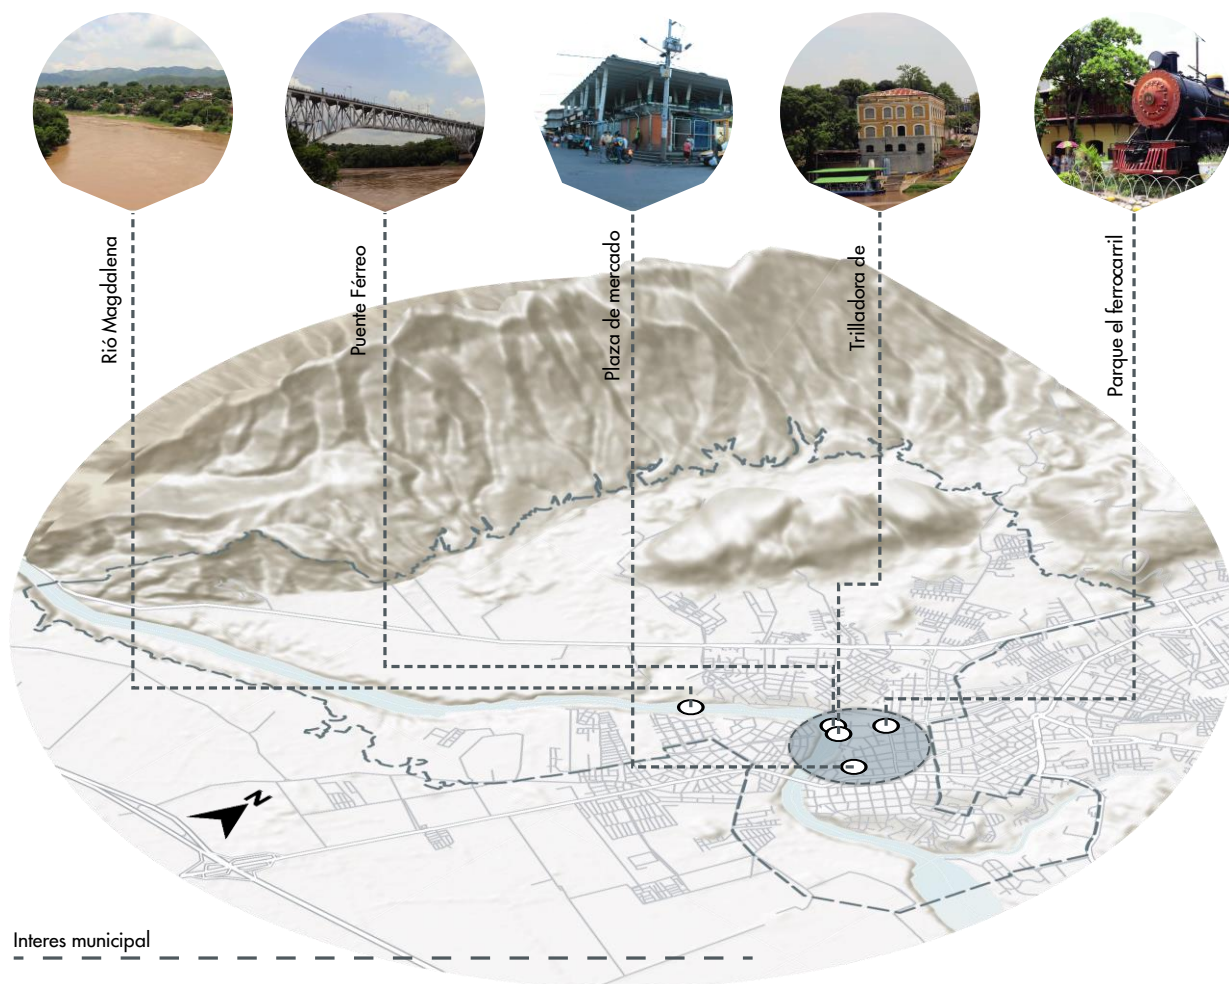 Rió Magdalena
Puente Férreo
Plaza de mercado
Trilladora de
Parque el ferrocarril
N
Interes municipal